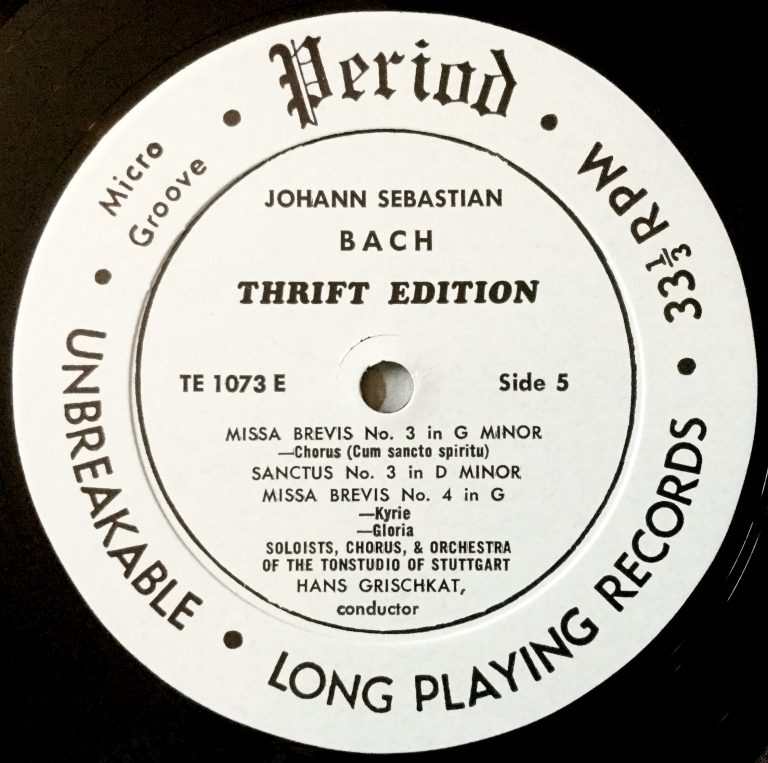 Period
33⅓ RPM
LONG PLAYING RECORDS
UNBREAKABLE
Micro
Groove
JOHANN SEBASTIAN
BACH
THRIFT EDITION
TE 1073 E
Side 5
MISSA BREVIS No. 3 in G MINOR
—Chorus (Cum sancto spiritu)
SANCTUS No. 3 in D MINOR
MISSA BREVIS No. 4 in G
—Kyrie
—Gloria
SOLOISTS, CHORUS, & ORCHESTRA
OF THE TONSTUDIO OF STUTTGART
HANS GRISCHKAT,
conductor